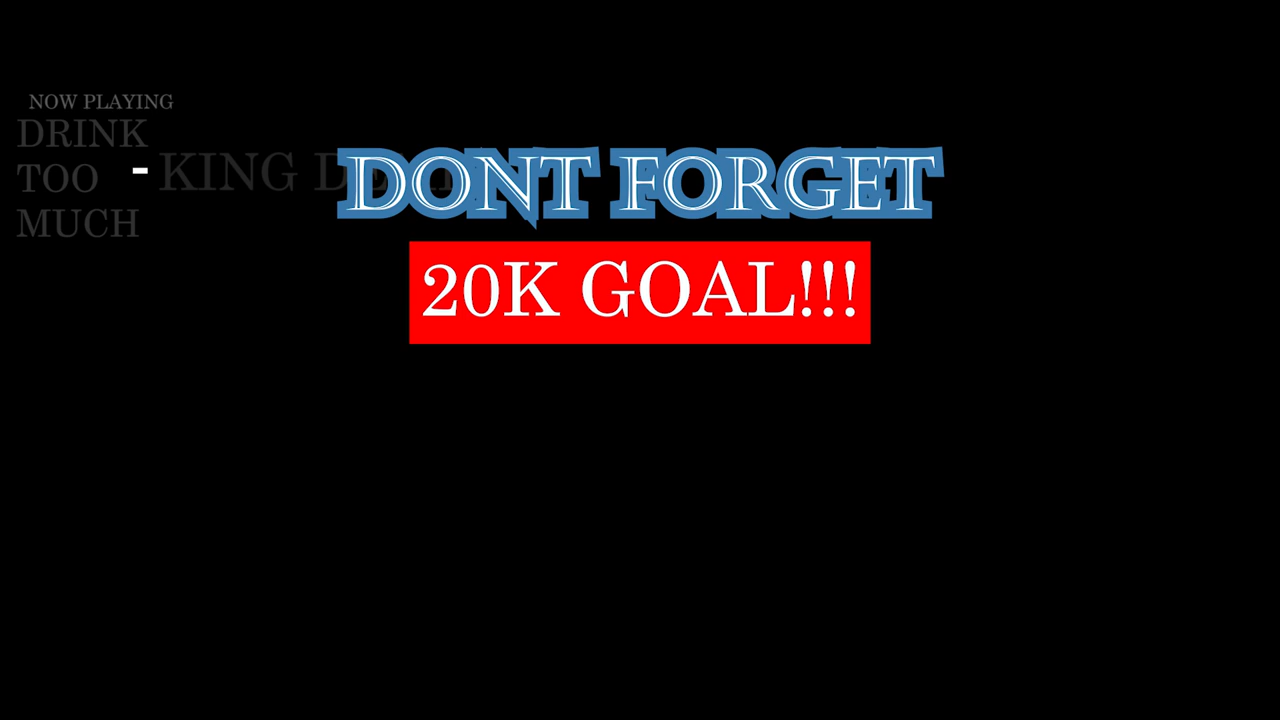 NOW PLAYING
DRINK
TOO
MUCH
- KING
DONT FORGET
20K GOAL!!!